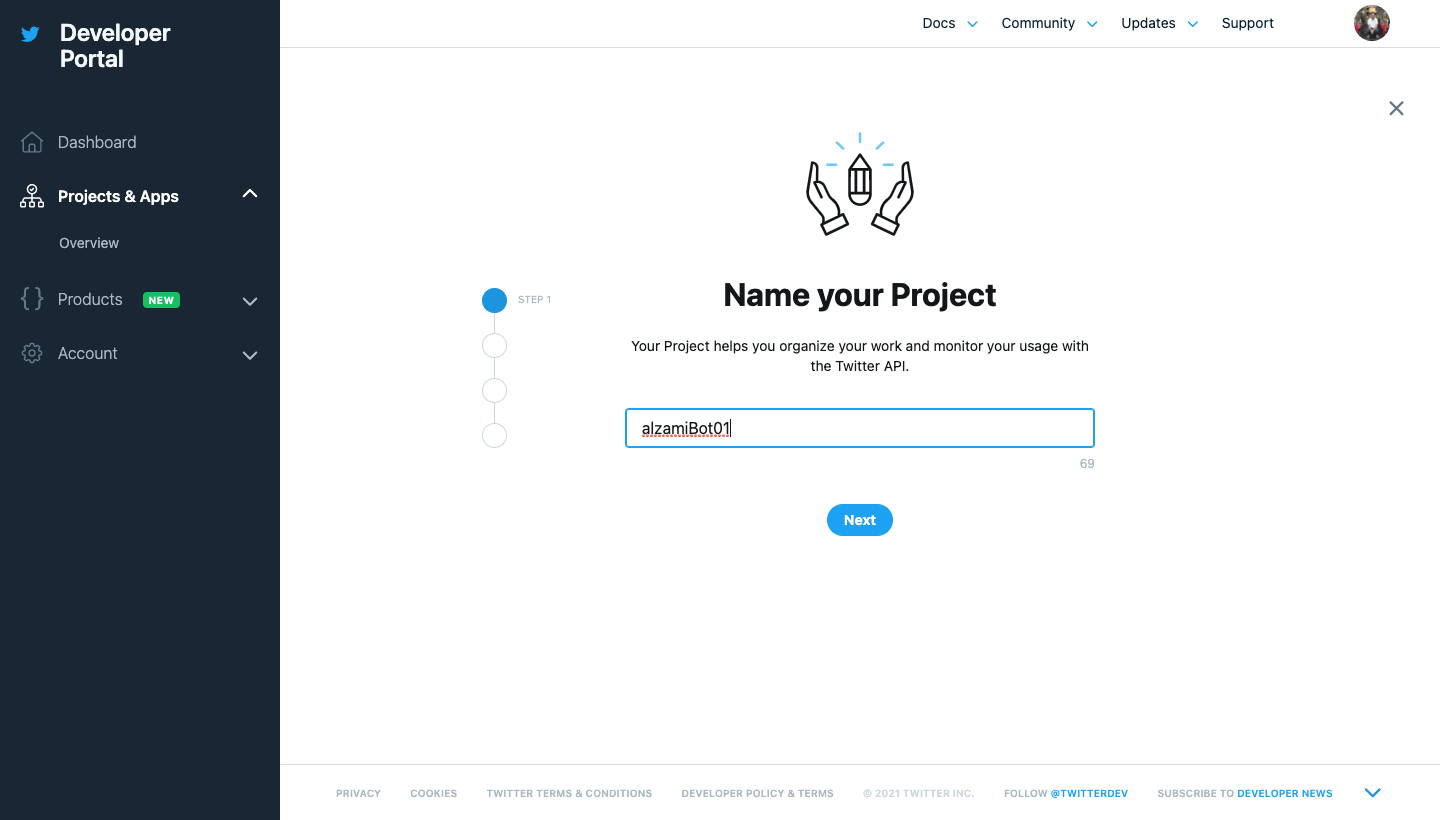 Developer
Portal
Dashboard
Projects & Apps
Overview
Products NEW
Account
Docs Community Updates Support
Name your Project
STEP 1
Your Project helps you organize your work and monitor your usage with
the Twitter API.
alzamiBot01
69
Next
PRIVACY COOKIES TWITTER TERMS & CONDITIONS DEVELOPER POLICY & TERMS © 2021 TWITTER INC. FOLLOW @TWITTERDEV SUBSCRIBE TO DEVELOPER NEWS